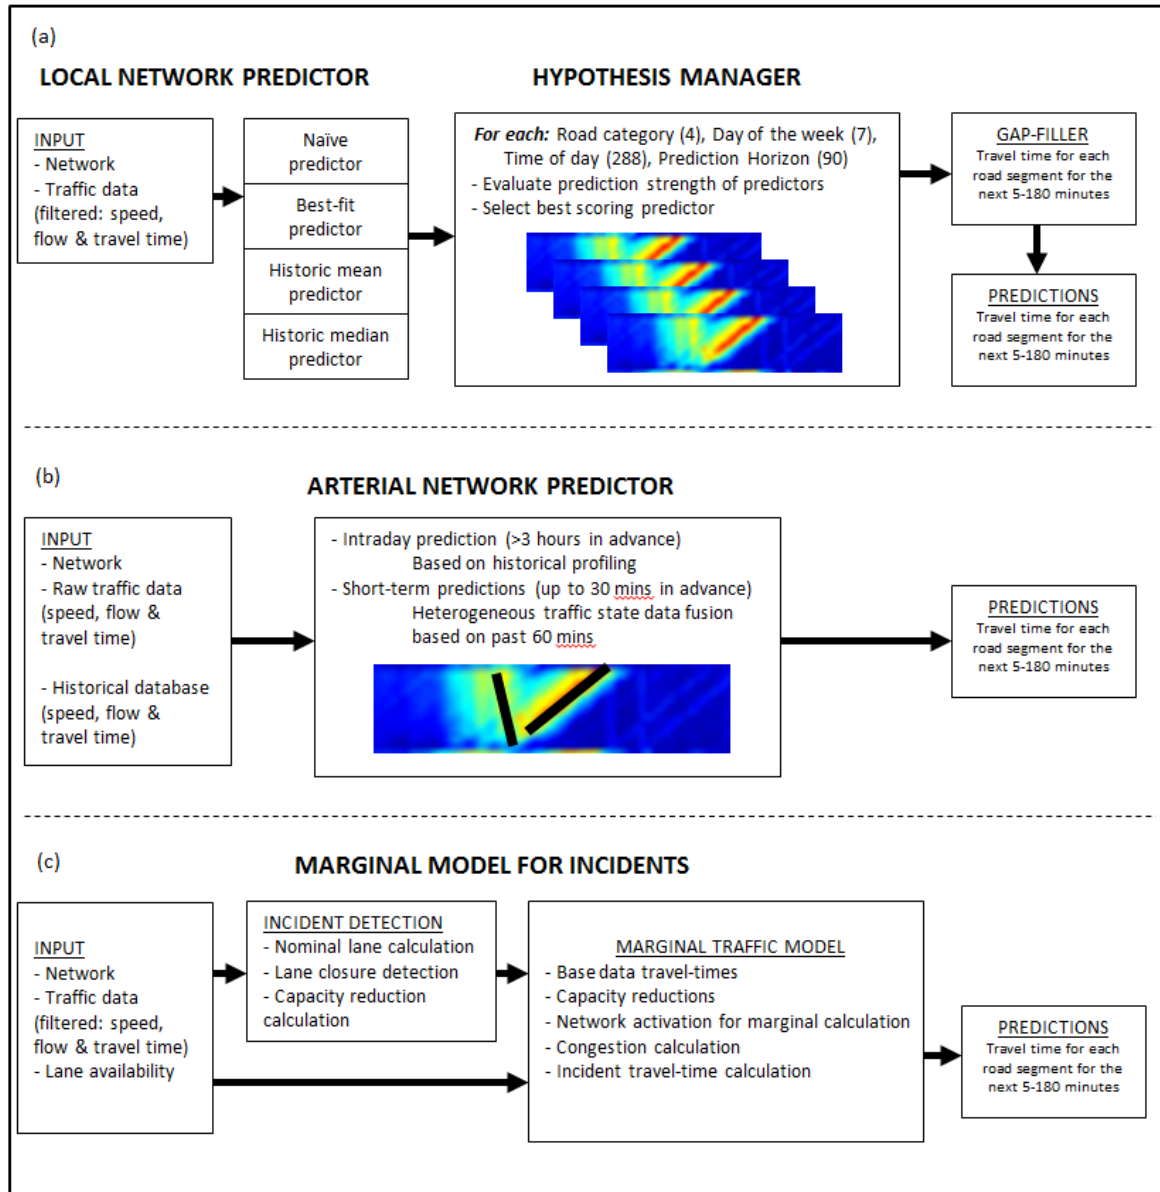 (a)
LOCAL NETWORK PREDICTOR
HYPOTHESIS MANAGER
INPUT
- Network
- Traffic data
(filtered: speed,
flow & travel time)
Naïve
predictor
Best-fit
predictor
Historic mean
predictor
Historic median
predictor
For each: Road category (4), Day of the week (7),
Time of day (288), Prediction Horizon (90)
- Evaluate prediction strength of predictors
- Select best scoring predictor
GAP-FILLER
Travel time for each
road segment for the
next 5-180 minutes
PREDICTIONS
Travel time for each
road segment for the
next 5-180 minutes
(b)
ARTERIAL NETWORK PREDICTOR
INPUT
- Network
- Raw traffic data
(speed, flow &
travel time)
- Historical database
(speed, flow &
travel time)
- Intraday prediction (>3 hours in advance)
Based on historical profiling
- Short-term predictions (up to 30 mins in advance)
Heterogeneous traffic state data fusion
based on past 60 mins
PREDICTIONS
Travel time for each
road segment for the
next 5-180 minutes
(c)
MARGINAL MODEL FOR INCIDENTS
INPUT
- Network
- Traffic data
(filtered: speed,
flow & travel time)
- Lane availability
INCIDENT DETECTION
- Nominal lane calculation
- Lane closure detection
- Capacity reduction
calculation
MARGINAL TRAFFIC MODEL
- Base data travel-times
- Capacity reductions
- Network activation for marginal calculation
- Congestion calculation
- Incident travel-time calculation
PREDICTIONS
Travel time for each
road segment for the
next 5-180 minutes